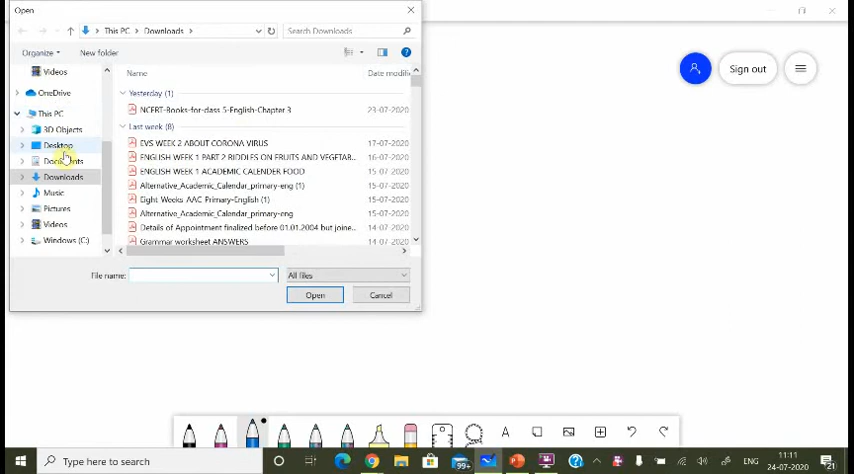 Open
This PC > Downloads
Search Downloads
Organize
New folder
Videos
OneDrive
This PC
3D Objects
Desktop
Documents
Downloads
Music
Pictures
Videos
Windows (C:)
Name
Date modifi
Yesterday (1)
NCERT-Books-for-class 5-English-Chapter 3 23-07-2020
Last week (8)
EVS WEEK 2 ABOUT CORONA VIRUS 17-07-2020
ENGLISH WEEK 1 PART 2 RIDDLES ON FRUITS AND VEGETAB... 16-07-2020
ENGLISH WEEK 1 ACADEMIC CALENDER FOOD 15-07-2020
Alternative_Academic_Calendar_primary-eng (1) 15-07-2020
Eight Weeks AAC Primary-English (1) 15-07-2020
Alternative_Academic_Calendar_primary-eng 15-07-2020
Details of Appointment finalized before 01.01.2004 but joine... 14-07-2020
Grammar worksheet ANSWERS 14-07-2020
File name:
All files
Open
Cancel
Sign out
Type here to search
99+
ENG
11:11
24-07-2020
21